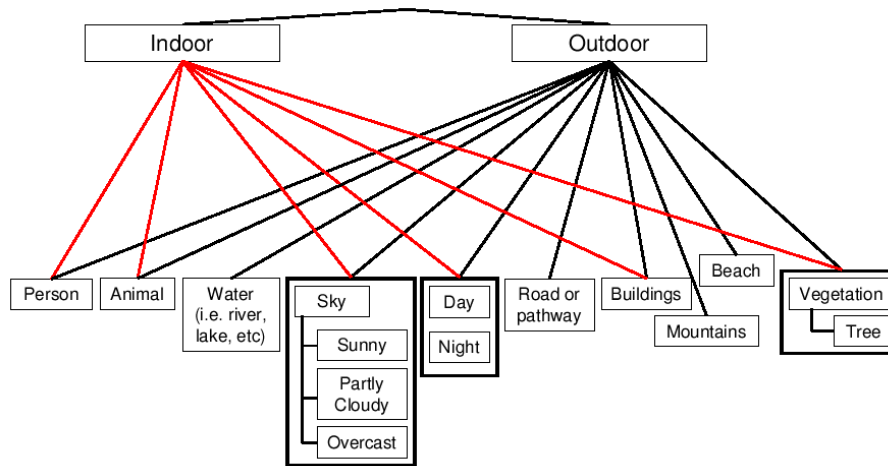 Indoor
Outdoor
Person
Animal
Water
(i.e. river,
lake, etc)
Sky
Sunny
Partly
Cloudy
Overcast
Day
Night
Road or
pathway
Buildings
Mountains
Beach
Vegetation
Tree